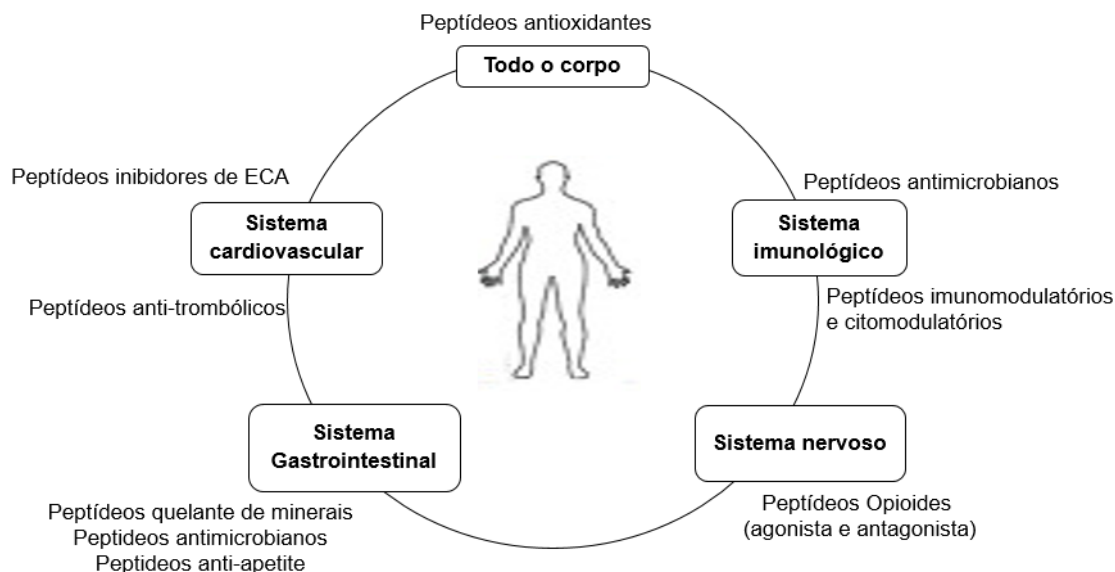 Peptídeos antioxidantes
Todo o corpo
Peptídeos inibidores de ECA
Sistema
cardiovascular
Peptídeos anti-trombólicos
Peptídeos antimicrobianos
Sistema
imunológico
Peptídeos imunomodulatórios
e citomodulatórios
Sistema
Gastrointestinal
Peptídeos quelante de minerais
Peptideos antimicrobianos
Peptideos anti-apetite
Sistema nervoso
Peptídeos Opioides
(agonista e antagonista)